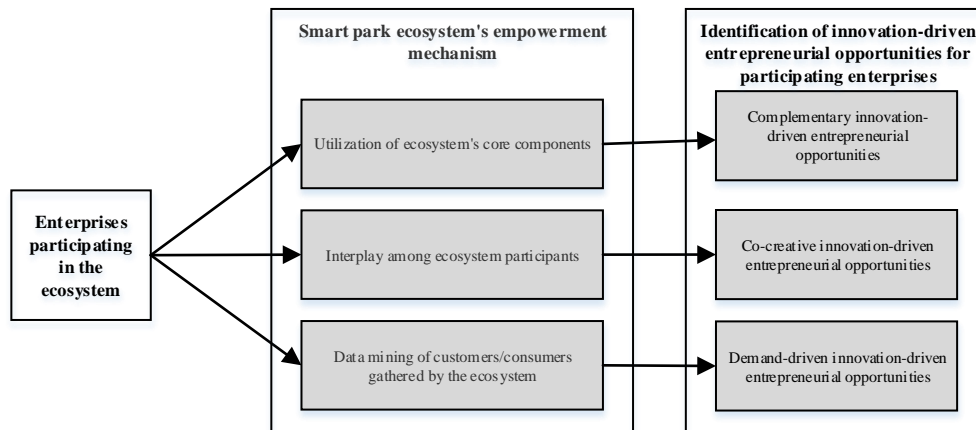 Smart park ecosystem's empowerment
mechanism
Identification of innovation-driven
entrepreneurial opportunities for
participating enterprises
Enterprises
participating
in the
ecosystem
Utilization of ecosystem's core components
Complementary innovation-
driven entrepreneurial
opportunities
Interplay among ecosystem participants
Co-creative innovation-driven
entrepreneurial opportunities
Data mining of customers/consumers
gathered by the ecosystem
Demand-driven innovation-driven
entrepreneurial opportunities